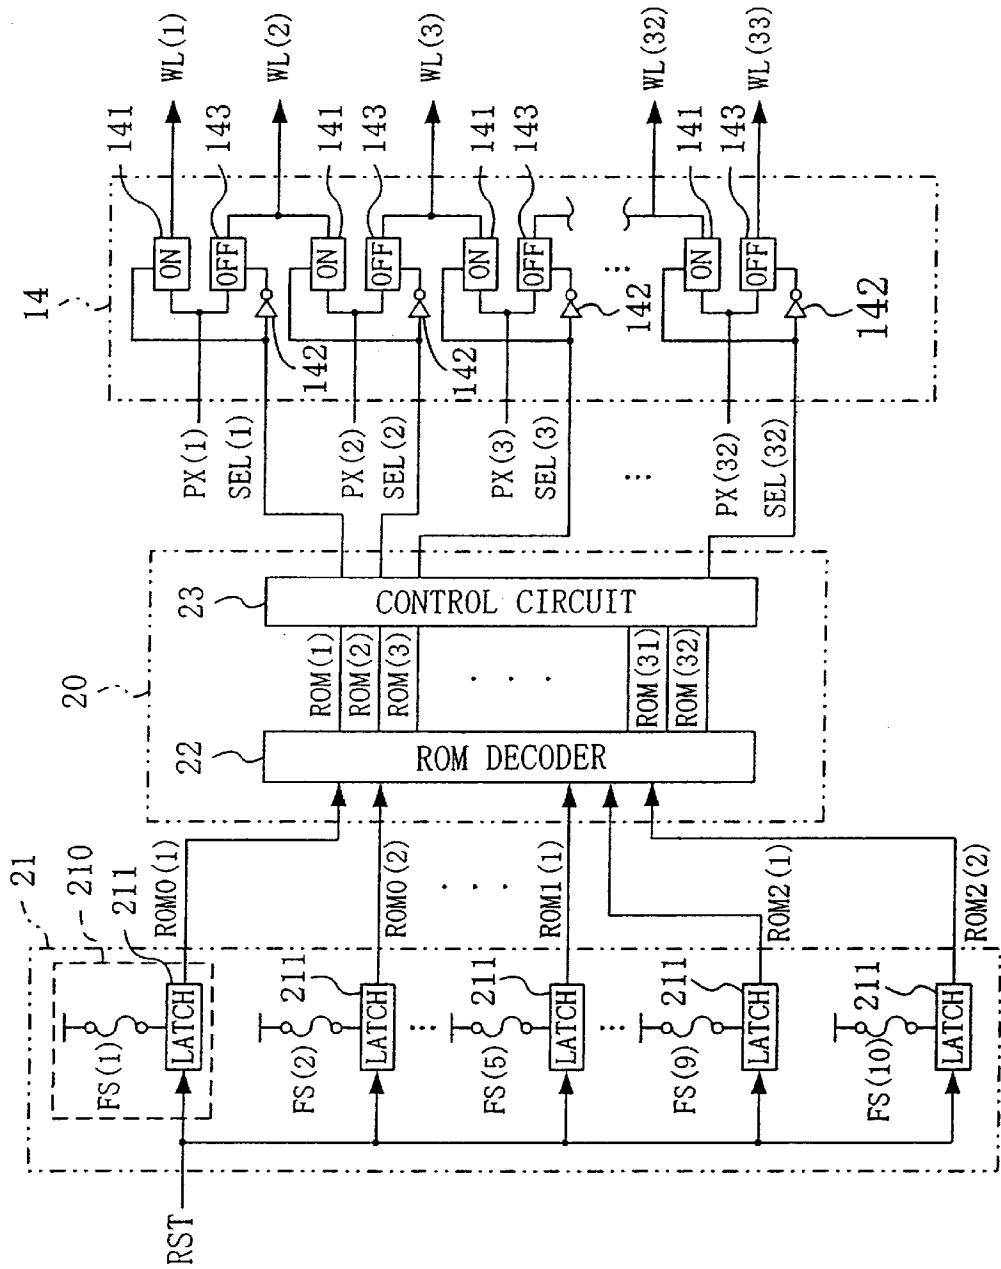 RST
21
210
211
FS(1)
LATCH
ROM0(1)
FS(2)
211
LATCH
ROM0(2)
...
. . .
FS(5)
211
LATCH
ROM1(1)
...
FS(9)
211
LATCH
ROM2(1)
FS(10)
211
LATCH
ROM2(2)
20
22
ROM DECODER
ROM(1)
ROM(2)
ROM(3)
. . .
ROM(31)
ROM(32)
23
CONTROL CIRCUIT
14
PX(1)
SEL(1)
141
ON
143
OFF
142
WL(1)
PX(2)
SEL(2)
WL(2)
141
ON
143
OFF
142
PX(3)
SEL(3)
WL(3)
141
ON
143
OFF
142
...
...
PX(32)
SEL(32)
WL(32)
141
ON
143
OFF
142
WL(33)